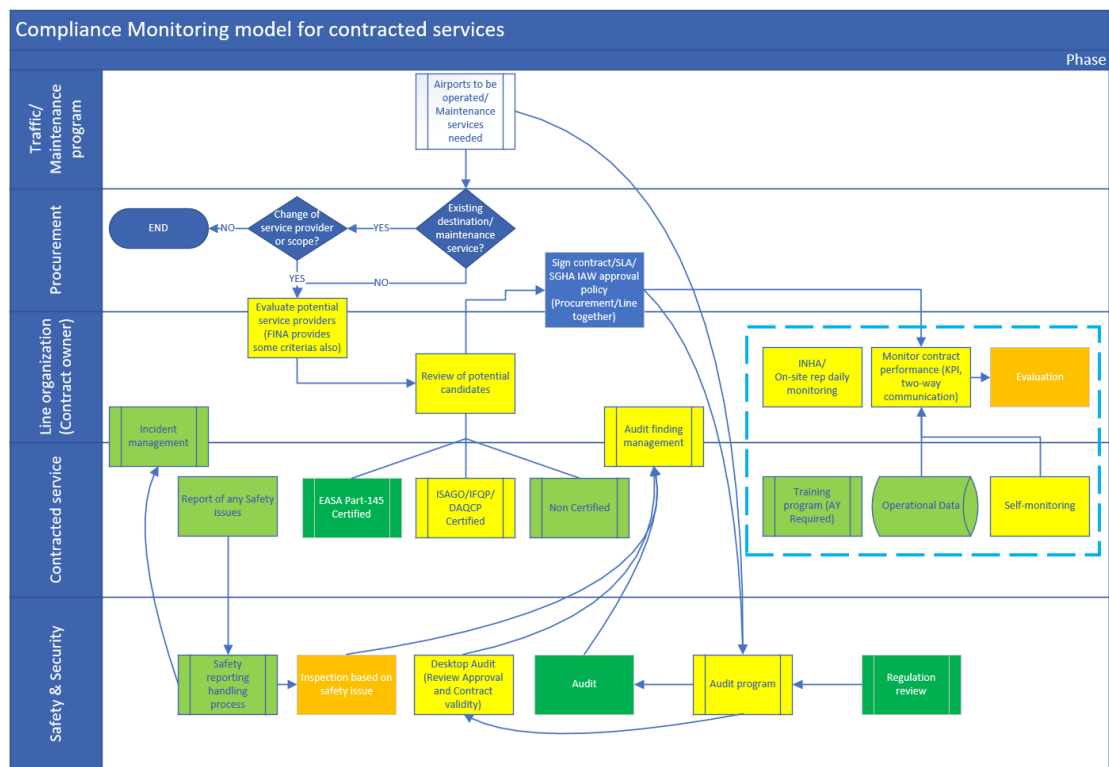 Compliance Monitoring model for contracted services
Phase
Traffic/
Maintenance
program
Airports to be
operated/
Maintenance
services
needed
Procurement
END
NO
Change of
service provider
or scope?
YES
Existing
destination/
maintenance
service?
YES
NO
Sign contract/SLA/
SGHA IAW approval
policy
(Procurement/Line
together)
Evaluate potential
service providers
(FINA provides
some criterias also)
Line organization
(Contract owner)
Review of potential
candidates
INHA/
On-site rep daily
monitoring
Monitor contract
performance (KPI,
two-way
communication)
Evaluation
Incident
management
Audit finding
management
Contracted service
Report of any Safety
issues
EASA Part-145
Certified
ISAGO/IFQP/
DAQCP
Certified
Non Certified
Training
program (AY
Required)
Operational Data
Self-monitoring
Safety & Security
Safety
reporting
handling
process
Inspection based on
safety issue
Desktop Audit
(Review Approval
and Contract
validity)
Audit
Audit program
Regulation
review